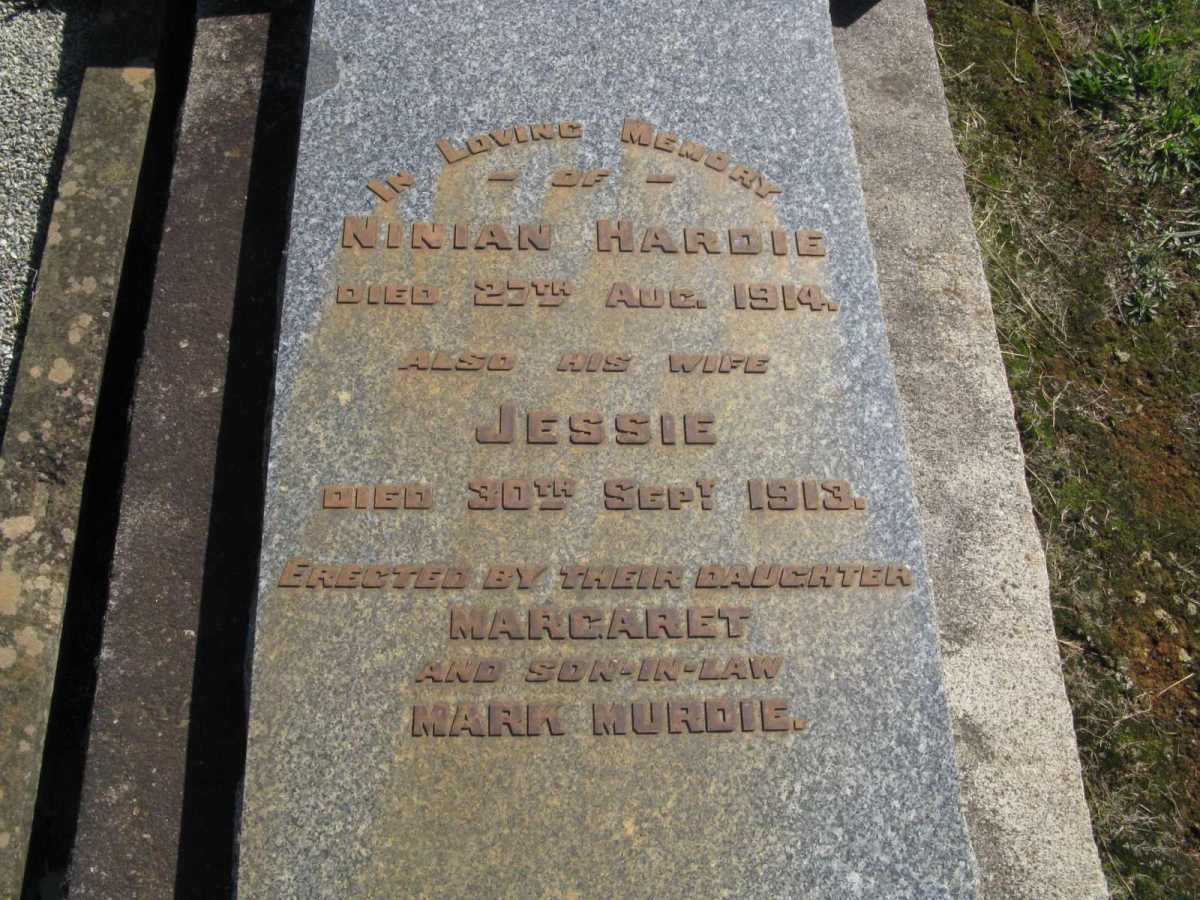 In Loving Memory
- OF -
NINIAN HARDIE
DIED 27TH AUG. 1914.
ALSO HIS WIFE
JESSIE
DIED 30TH SEPT 1913.
ERECTED BY THEIR DAUGHTER
MARGARET
AND SON-IN-LAW
MARK MURDIE.